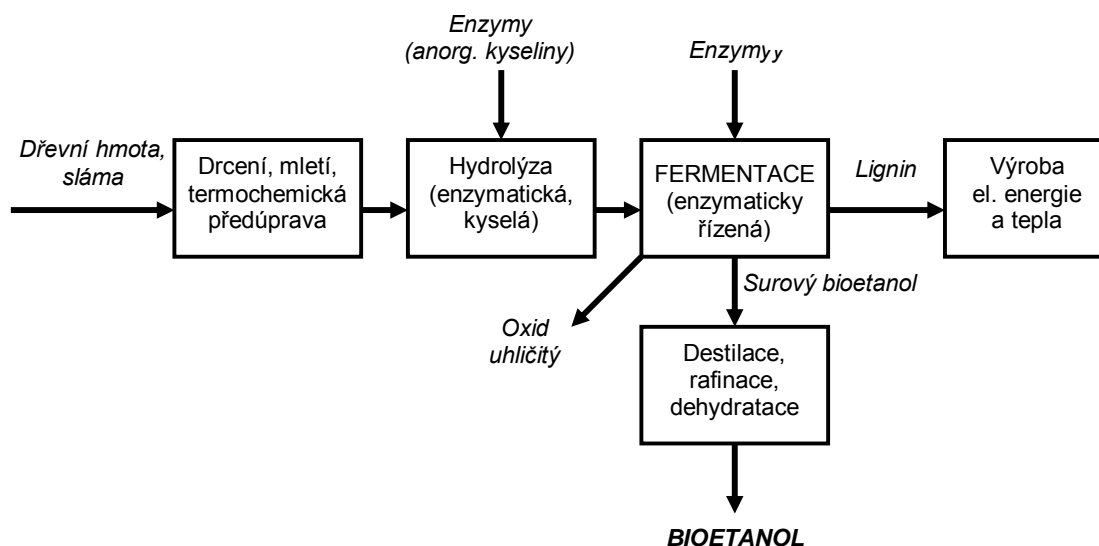 Enzymy
(anorg. kyseliny)
Enzymyy
Dřevní hmota,
sláma
Drcení, mletí,
termochemická
předúprava
Hydrolýza
(enzymatická,
kyselá)
FERMENTACE
(enzymaticky
řízená)
Lignin
Výroba
el. energie
a tepla
Oxid
uhličitý
Surový bioetanol
Destilace,
rafinace,
dehydratace
BIOETANOL